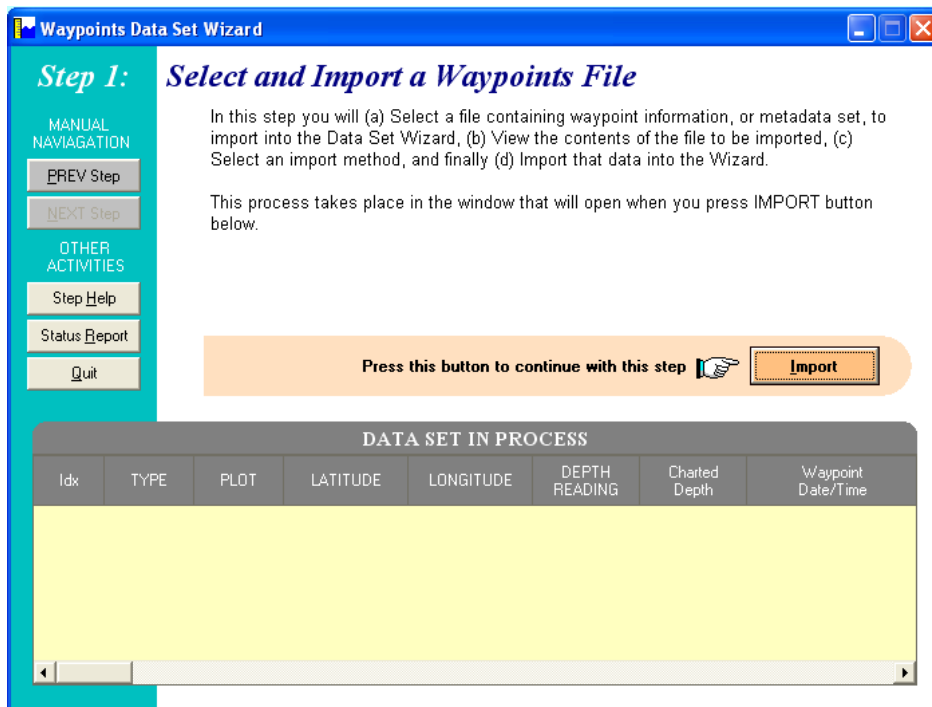 Waypoints Data Set Wizard
Step 1:
Select and Import a Waypoints File
MANUAL
NAVIAGATION
PREV Step
NEXT Step
OTHER
ACTIVITIES
Step Help
Status Report
Quit
In this step you will (a) Select a file containing waypoint information, or metadata set, to
import into the Data Set Wizard, (b) View the contents of the file to be imported, (c)
Select an import method, and finally (d) Import that data into the Wizard.
This process takes place in the window that will open when you press IMPORT button
below.
Press this button to continue with this step
Import
DATA SET IN PROCESS
Idx TYPE PLOT LATITUDE LONGITUDE DEPTH READING Charted Depth Waypoint Date/Time